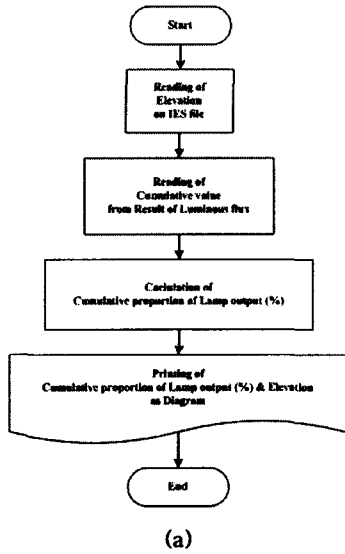 Start
Reading of
Elevation
on IES file
Reading of
Cumulative value
from Result of Luminous flux
Caclulation of
Cumulative proportion of Lamp output (%)
Printing of
Cumulative proportion of Lamp output (%) & Elevation
as Diagram
End
(a)